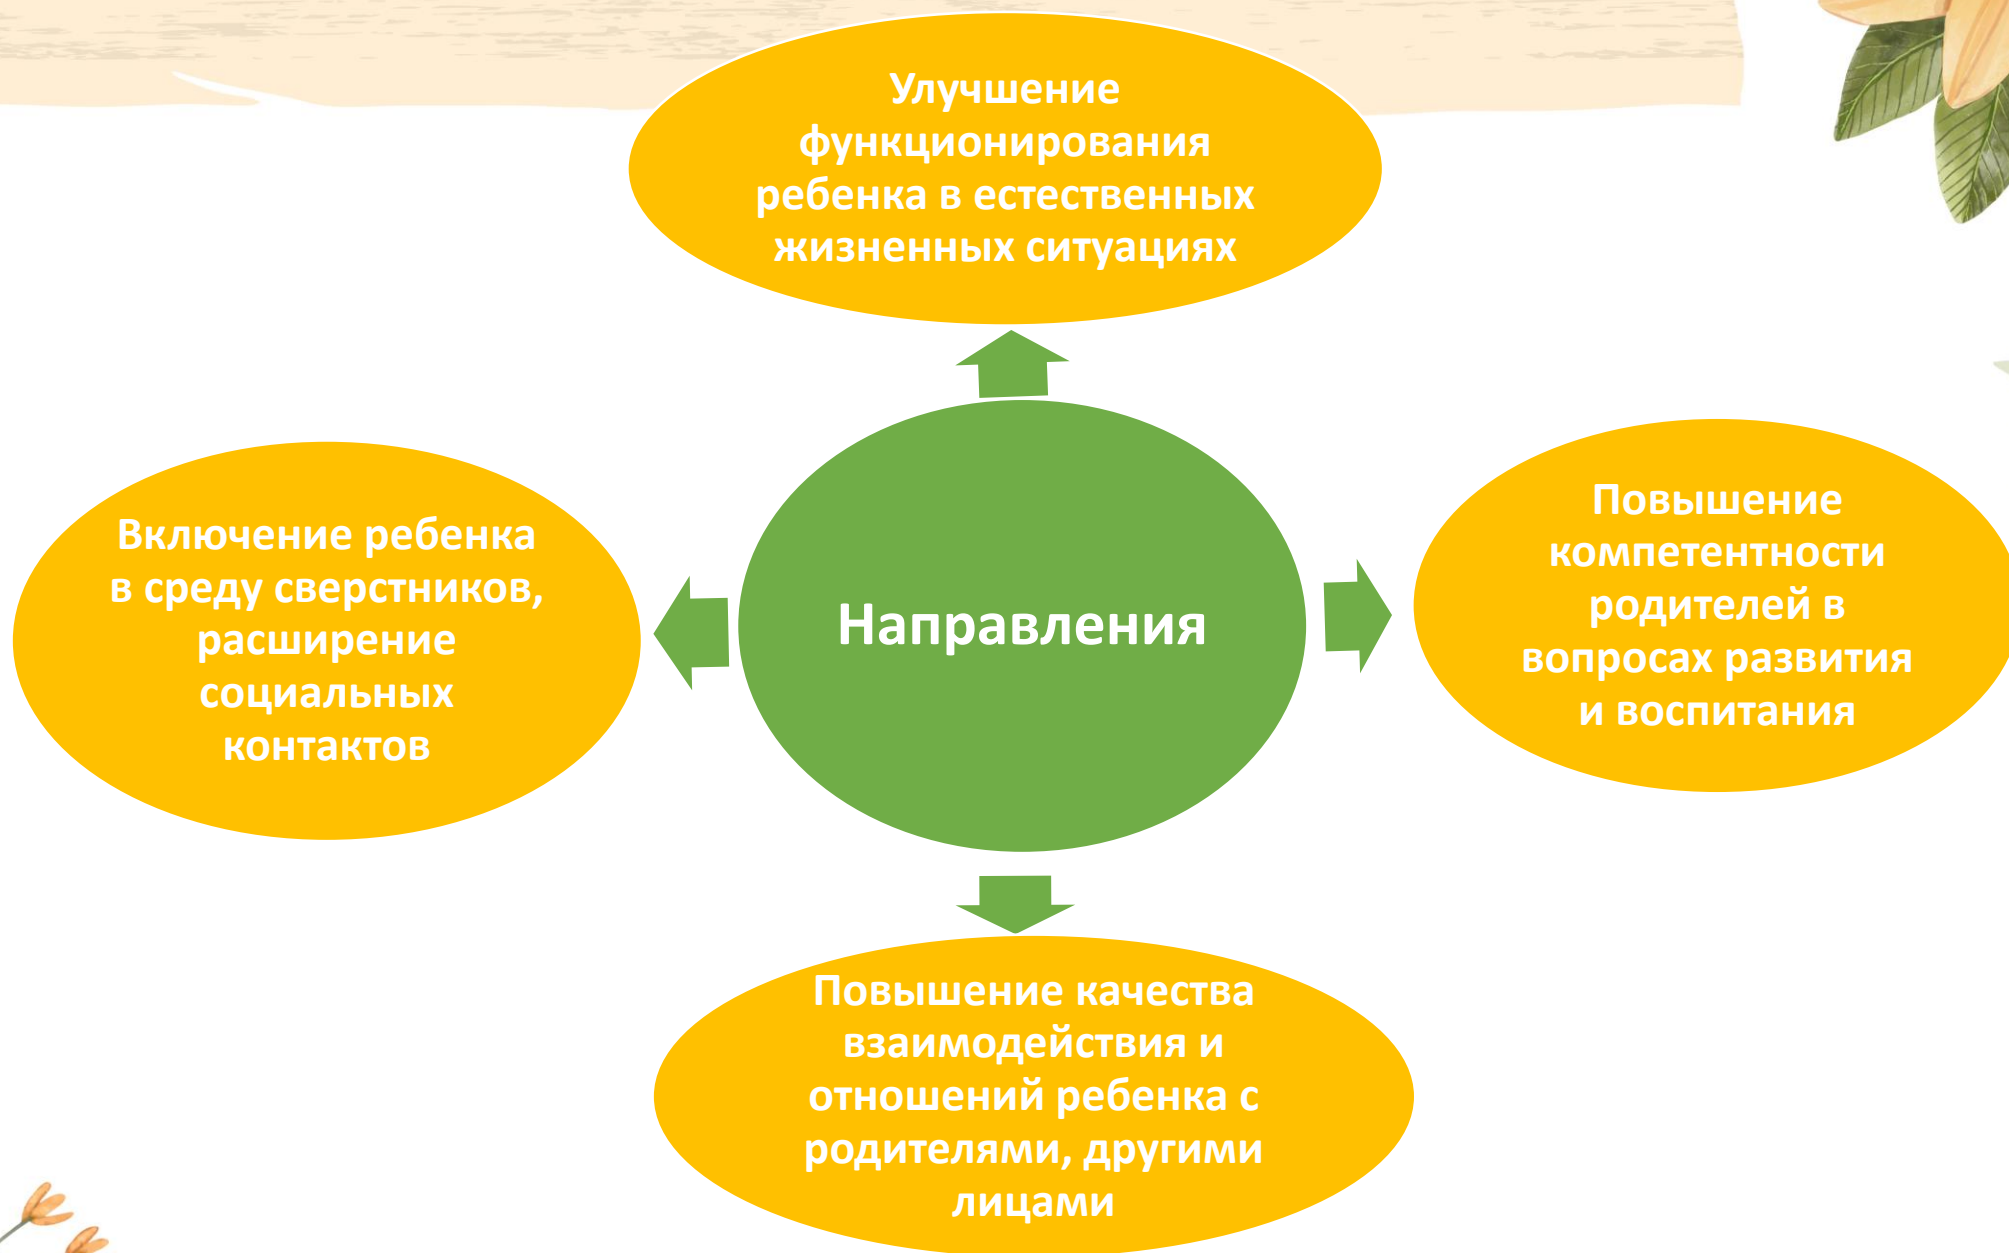 Улучшение
функционирования
ребенка в естественных
жизненных ситуациях
Включение ребенка
в среду сверстников,
расширение
социальных
контактов
Направления
Повышение
компетентности
родителей в
вопросах развития
и воспитания
Повышение качества
взаимодействия и
отношений ребенка с
родителями, другими
лицами